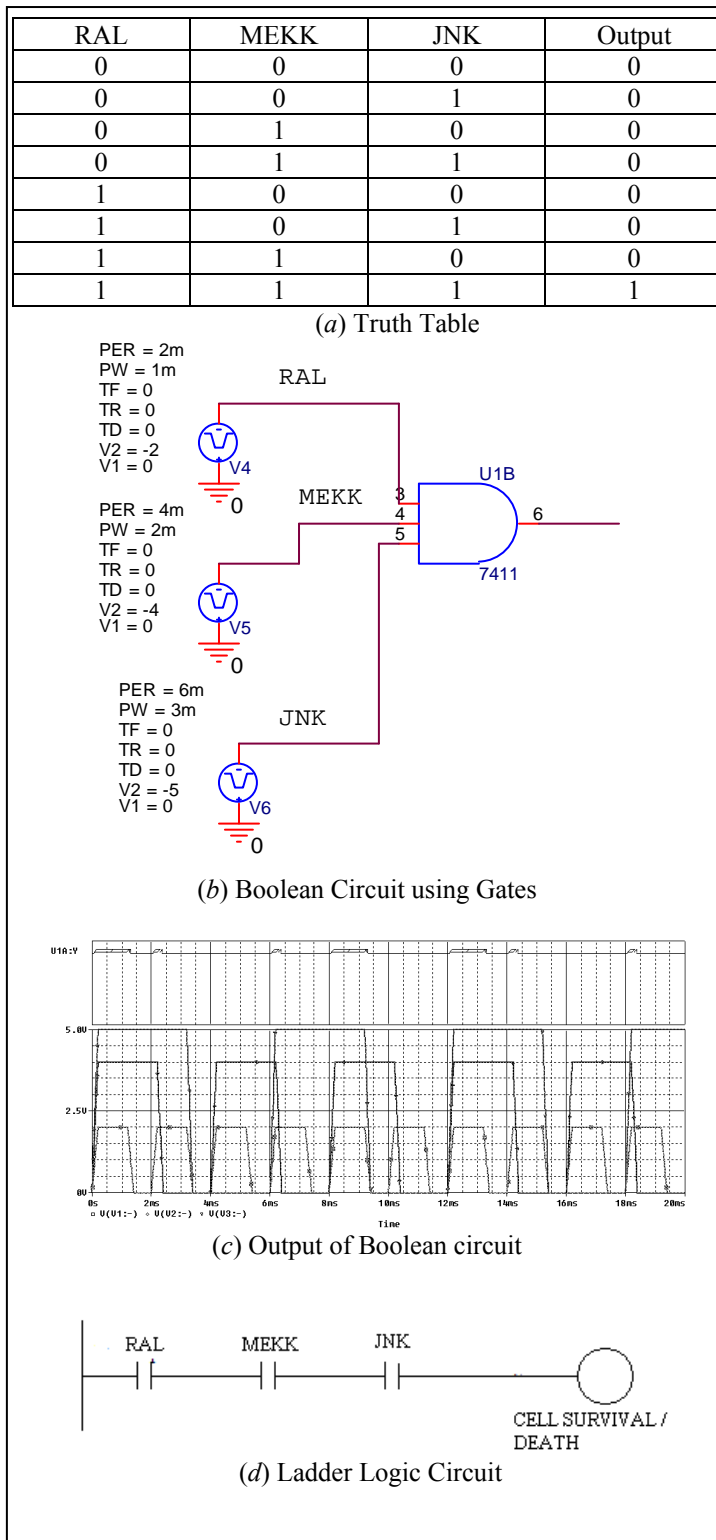 RAL MEKK JNK Output
0 0 0 0
0 0 1 0
0 1 0 0
0 1 1 0
1 0 0 0
1 0 1 0
1 1 0 0
1 1 1 1
(a) Truth Table
PER = 2m
PW = 1m
TF = 0
TR = 0
TD = 0
V2 = -2
V1 = 0
V4
0
RAL
PER = 4m
PW = 2m
TF = 0
TR = 0
TD = 0
V2 = -4
V1 = 0
V5
0
MEKK
PER = 6m
PW = 3m
TF = 0
TR = 0
TD = 0
V2 = -5
V1 = 0
V6
0
JNK
U1B
3
4
5
6
7411
(b) Boolean Circuit using Gates
U1A:Y
5.0V
2.5V
0V
0s 2ms 4ms 6ms 8ms 10ms 12ms 14ms 16ms 18ms 20ms
V(V1:-) V(V2:-) V(V3:-)
Time
(c) Output of Boolean circuit
RAL MEKK JNK
CELL SURVIVAL /
DEATH
(d) Ladder Logic Circuit